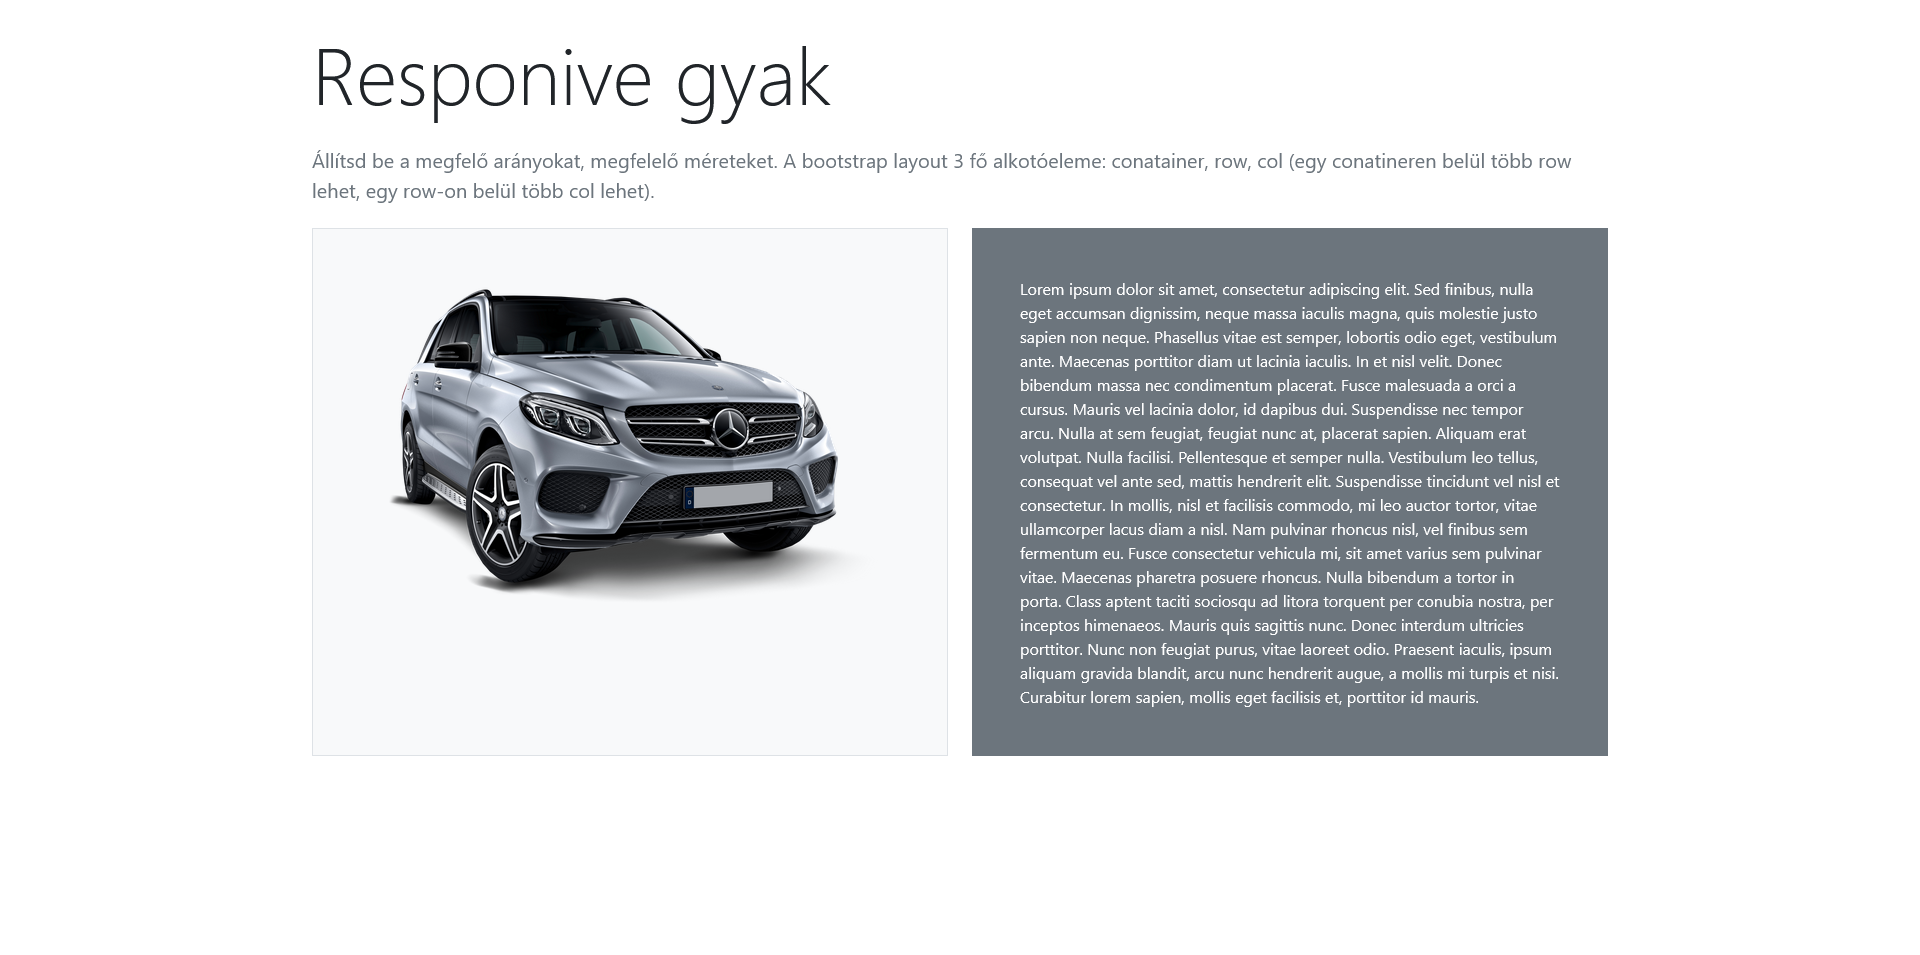 Responive gyak
Állítsd be a megfelő arányokat, megfelelő méreteket. A bootstrap layout 3 fő alkotóeleme: conatainer, row, col (egy conatineren belül több row
lehet, egy row-on belül több col lehet).
Lorem ipsum dolor sit amet, consectetur adipiscing elit. Sed finibus, nulla
eget accumsan dignissim, neque massa iaculis magna, quis molestie justo
sapien non neque. Phasellus vitae est semper, lobortis odio eget, vestibulum
ante. Maecenas porttitor diam ut lacinia iaculis. In et nisl velit. Donec
bibendum massa nec condimentum placerat. Fusce malesuada a orci a
cursus. Mauris vel lacinia dolor, id dapibus dui. Suspendisse nec tempor
arcu. Nulla at sem feugiat, feugiat nunc at, placerat sapien. Aliquam erat
volutpat. Nulla facilisi. Pellentesque et semper nulla. Vestibulum leo tellus,
consequat vel ante sed, mattis hendrerit elit. Suspendisse tincidunt vel nisl et
consectetur. In mollis, nisl et facilisis commodo, mi leo auctor tortor, vitae
ullamcorper lacus diam a nisl. Nam pulvinar rhoncus nisl, vel finibus sem
fermentum eu. Fusce consectetur vehicula mi, sit amet varius sem pulvinar
vitae. Maecenas pharetra posuere rhoncus. Nulla bibendum a tortor in
porta. Class aptent taciti sociosqu ad litora torquent per conubia nostra, per
inceptos himenaeos. Mauris quis sagittis nunc. Donec interdum ultricies
porttitor. Nunc non feugiat purus, vitae laoreet odio. Praesent iaculis, ipsum
aliquam gravida blandit, arcu nunc hendrerit augue, a mollis mi turpis et nisi.
Curabitur lorem sapien, mollis eget facilisis et, porttitor id mauris.